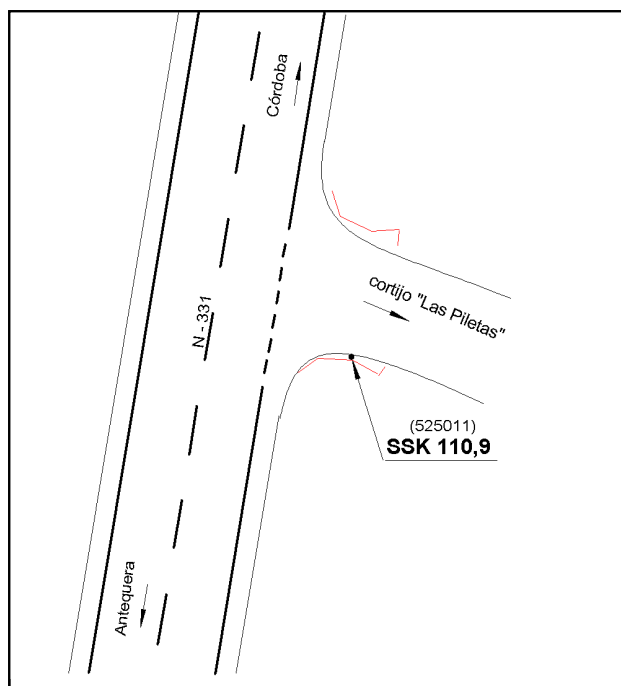 Córdoba
N - 331
cortijo "Las Piletas"
(525011)
SSK 110,9
Antequera